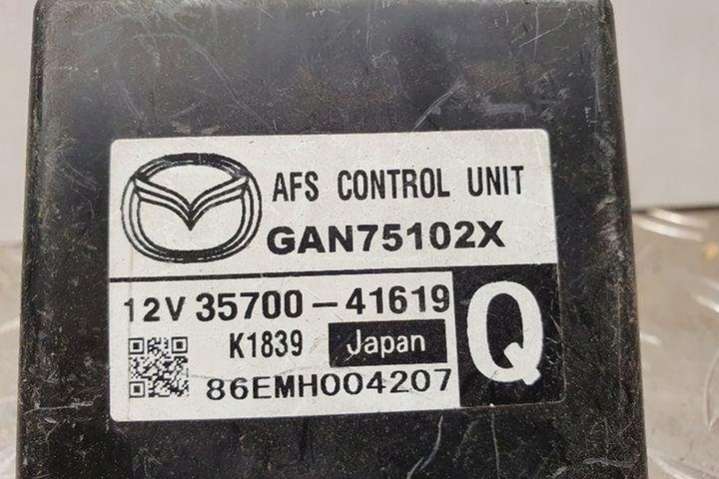 AFS CONTROL UNIT
GAN75102X
12V 35700-41619
K1839 Japan
Q
86EMH004207